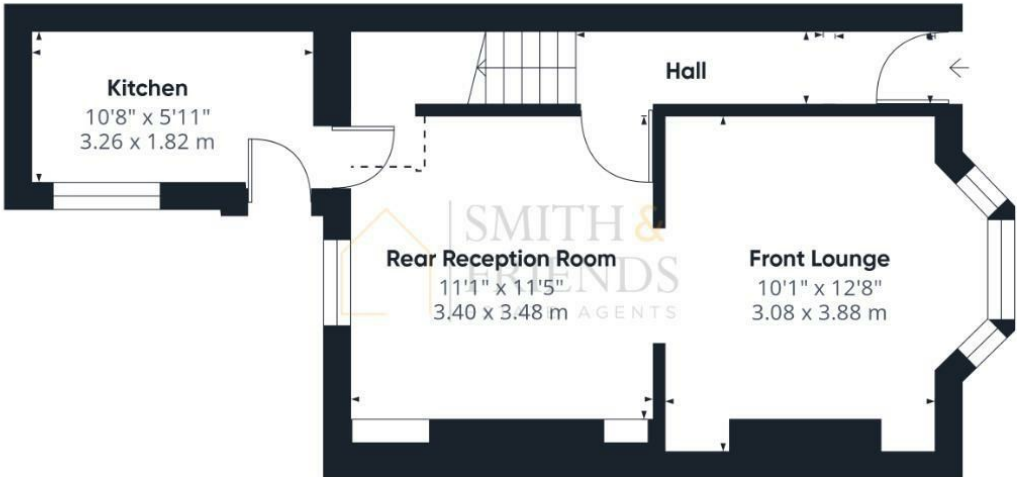 Kitchen
10'8" x 5'11"
3.26 x 1.82 m
Hall
SMITH &
FRIENDS
ESTATE AGENTS
Rear Reception Room
11'1" x 11'5"
3.40 x 3.48 m
Front Lounge
10'1" x 12'8"
3.08 x 3.88 m